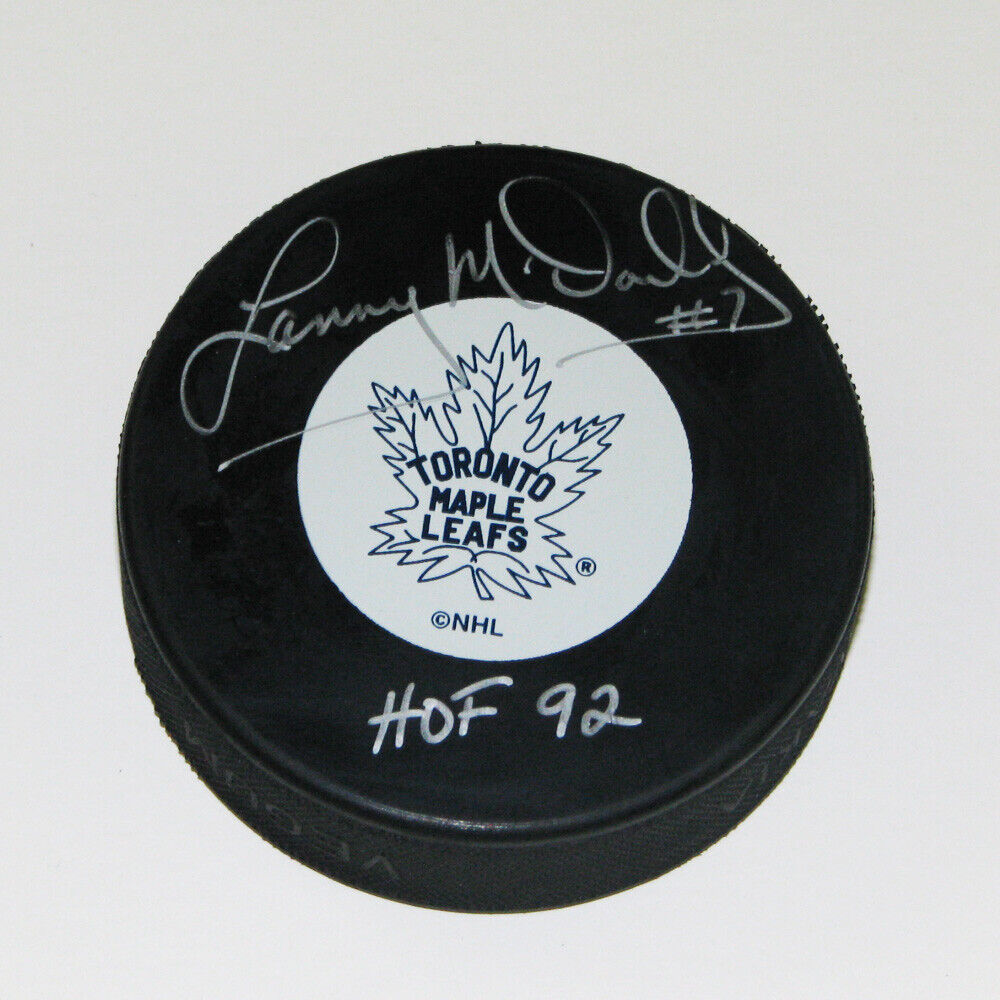 Lanny McDonald
#7
TORONTO
MAPLE
LEAFS
®
©NHL
HOF 92